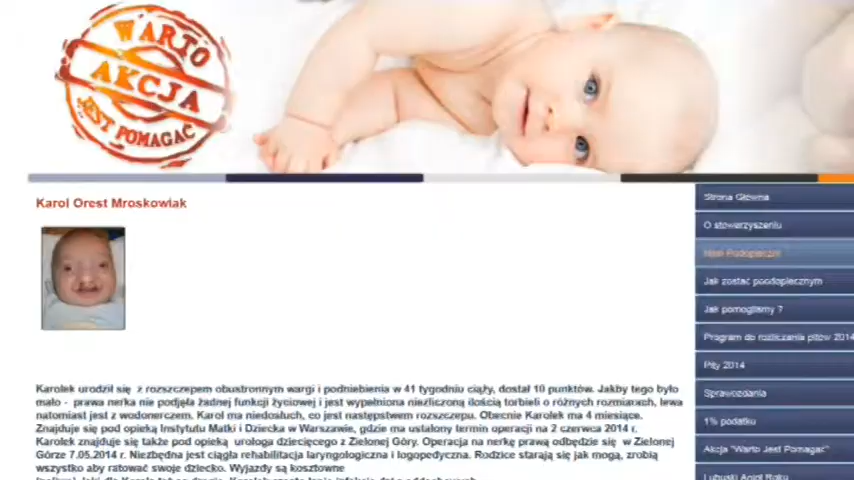 WARTO
AKCJA
JEST POMAGAĆ
Karol Orest Mroskowiak
Strona Główna
O stowarzyszeniu
Nasi Podopieczni
Jak zostać poodopiecznym
Jak pomogliśmy ?
Program do rozliczania pitów 2014
Pity 2014
Sprawozdania
1% podatku
Akcja "Warto Jest Pomagać"
Lubuski Anioł Roku
Karolek urodził się z rozszczepem obustronnym wargi i podniebienia w 41 tygodniu ciąży, dostał 10 punktów. Jakby tego było
mało - prawa nerka nie podjęła żadnej funkcji życiowej i jest wypełniona niezliczoną ilością torbieli o różnych rozmiarach, lewa
natomiast jest z wodonerczem. Karol ma niedosłuch, co jest następstwem rozszczepu. Obecnie Karolek ma 4 miesiące.
Znajduje się pod opieką Instytutu Matki i Dziecka w Warszawie, gdzie ma ustalony termin operacji na 2 czerwca 2014 r.
Karolek znajduje się także pod opieką urologa dziecięcego z Zielonej Góry. Operacja na nerkę prawą odbędzie się w Zielonej
Górze 7.05.2014 r. Niezbędna jest ciągła rehabilitacja laryngologiczna i logopedyczna. Rodzice starają się jak mogą, zrobią
wszystko aby ratować swoje dziecko. Wyjazdy są kosztowne